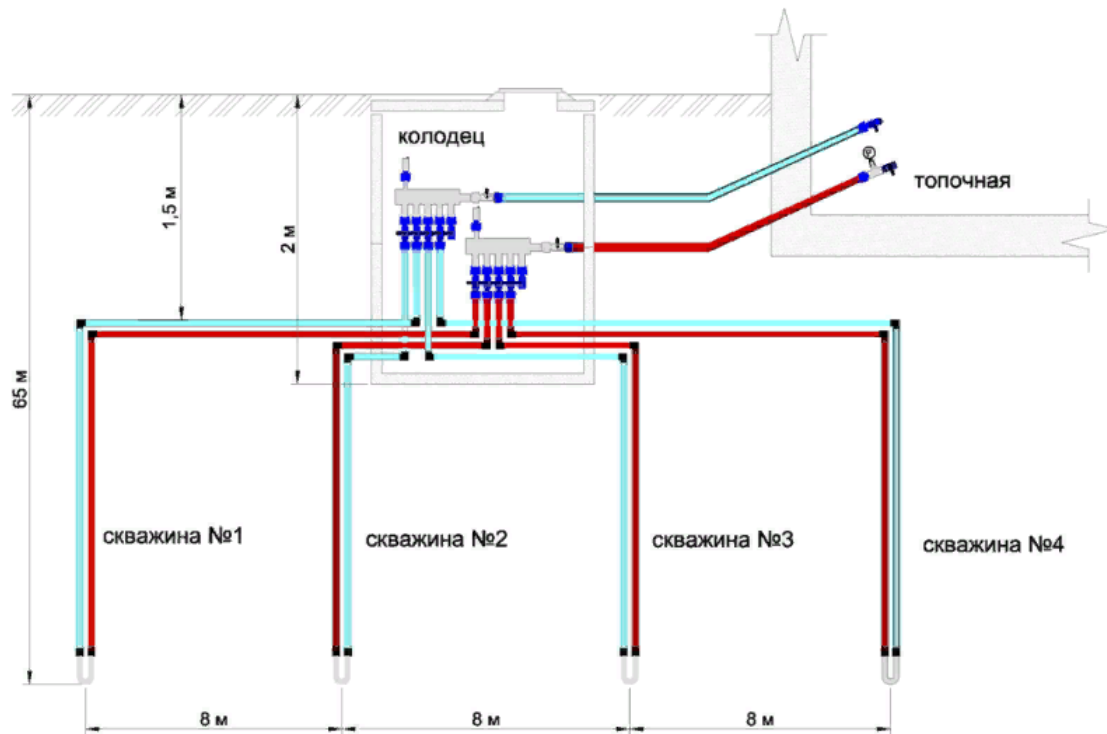 колодец
топочная
P
1,5 м
2 м
65 м
скважина №1
скважина №2
скважина №3
скважина №4
8 м
8 м
8 м